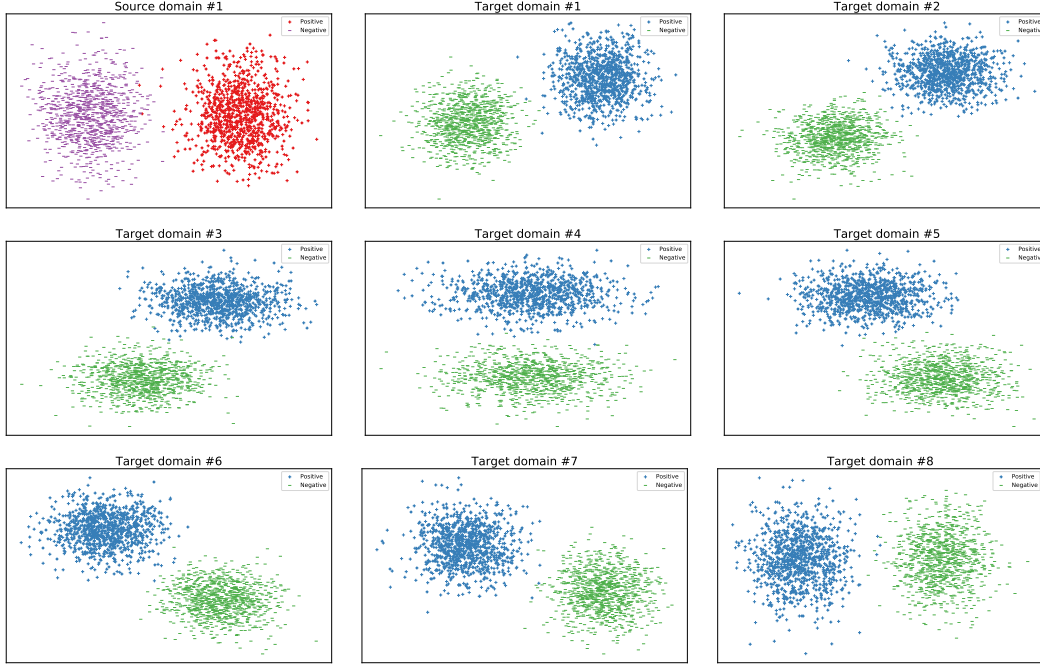 Source domain #1
Positive
Negative
Target domain #1
Positive
Negative
Target domain #2
Positive
Negative
Target domain #3
Positive
Negative
Target domain #4
Positive
Negative
Target domain #5
Positive
Negative
Target domain #6
Positive
Negative
Target domain #7
Positive
Negative
Target domain #8
Positive
Negative